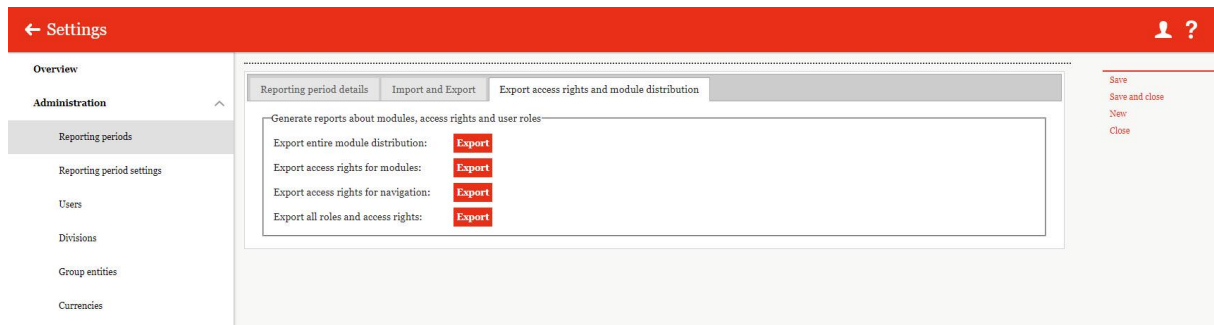 ← Settings
?
Overview
Administration
Reporting periods
Reporting period settings
Users
Divisions
Group entities
Currencies
Reporting period details
Import and Export
Export access rights and module distribution
Generate reports about modules, access rights and user roles
Export entire module distribution: Export
Export access rights for modules: Export
Export access rights for navigation: Export
Export all roles and access rights: Export
Save
Save and close
New
Close